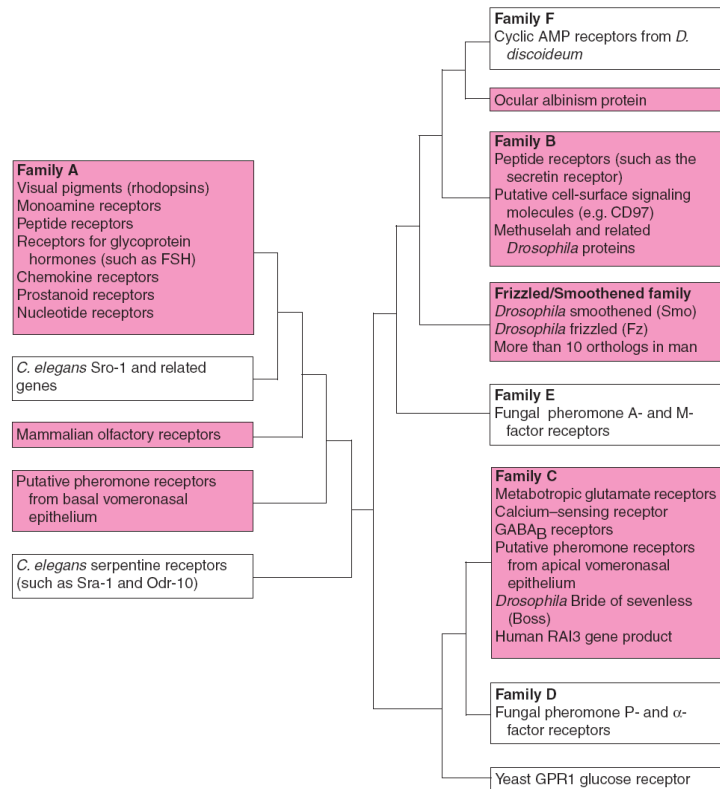 Family A
Visual pigments (rhodopsins)
Monoamine receptors
Peptide receptors
Receptors for glycoprotein
hormones (such as FSH)
Chemokine receptors
Prostanoid receptors
Nucleotide receptors
C. elegans Sro-1 and related
genes
Mammalian olfactory receptors
Putative pheromone receptors
from basal vomeronasal
epithelium
C. elegans serpentine receptors
(such as Sra-1 and Odr-10)
Family F
Cyclic AMP receptors from D.
discoideum
Ocular albinism protein
Family B
Peptide receptors (such as the
secretin receptor)
Putative cell-surface signaling
molecules (e.g. CD97)
Methuselah and related
Drosophila proteins
Frizzled/Smoothened family
Drosophila smoothened (Smo)
Drosophila frizzled (Fz)
More than 10 orthologs in man
Family E
Fungal pheromone A- and M-
factor receptors
Family C
Metabotropic glutamate receptors
Calcium–sensing receptor
GABAB receptors
Putative pheromone receptors
from apical vomeronasal
epithelium
Drosophila Bride of sevenless
(Boss)
Human RAI3 gene product
Family D
Fungal pheromone P- and α-
factor receptors
Yeast GPR1 glucose receptor